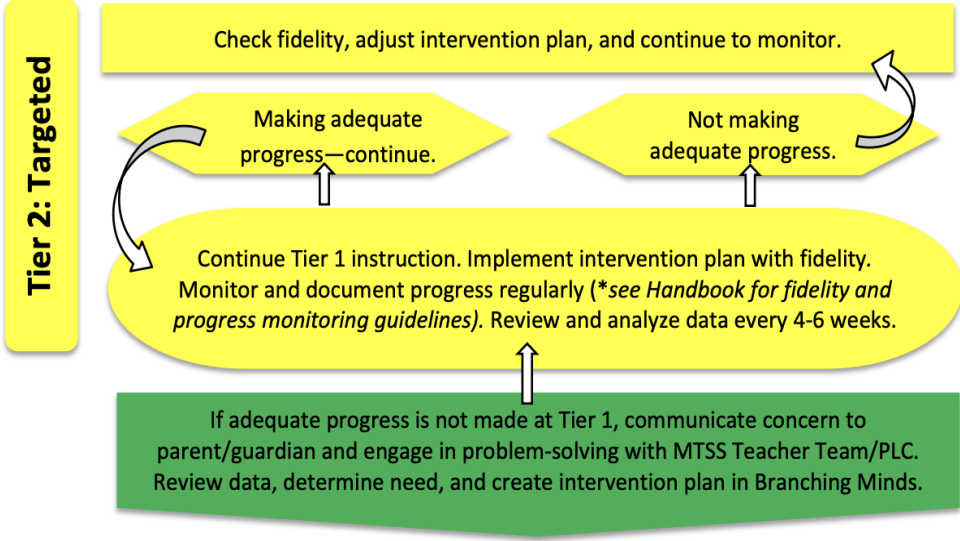 Tier 2: Targeted
Check fidelity, adjust intervention plan, and continue to monitor.
Making adequate
progress—continue.
Not making
adequate progress.
Continue Tier 1 instruction. Implement intervention plan with fidelity.
Monitor and document progress regularly (*see Handbook for fidelity and
progress monitoring guidelines). Review and analyze data every 4-6 weeks.
If adequate progress is not made at Tier 1, communicate concern to
parent/guardian and engage in problem-solving with MTSS Teacher Team/PLC.
Review data, determine need, and create intervention plan in Branching Minds.